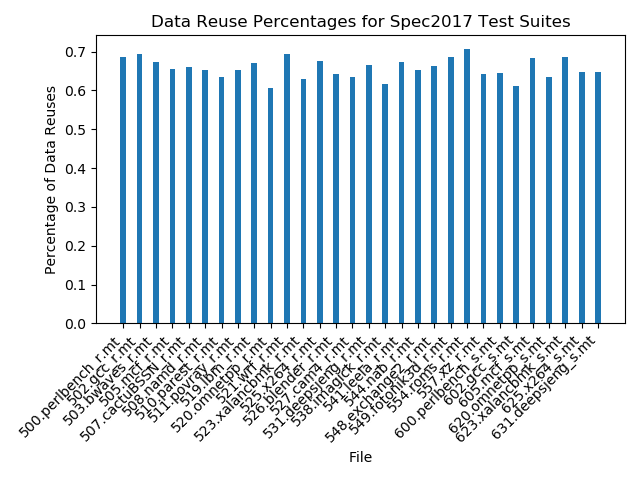 Data Reuse Percentages for Spec2017 Test Suites
Percentage of Data Reuses
0.7
0.6
0.5
0.4
0.3
0.2
0.1
0.0
500.perlbench_r.mt
502.gcc_r.mt
503.bwaves_r.mt
505.mcf_r.mt
507.cactuBSSN_r.mt
508.namd_r.mt
510.parest_r.mt
511.povray_r.mt
519.lbm_r.mt
520.omnetpp_r.mt
521.wrf_r.mt
523.xalancbmk_r.mt
525.x264_r.mt
526.blender_r.mt
527.cam4_r.mt
531.deepsjeng_r.mt
538.imagick_r.mt
541.leela_r.mt
544.nab_r.mt
548.exchange2_r.mt
549.fotonik3d_r.mt
554.roms_r.mt
557.xz_r.mt
600.perlbench_s.mt
602.gcc_s.mt
605.mcf_s.mt
620.omnetpp_s.mt
623.xalancbmk_s.mt
625.x264_s.mt
631.deepsjeng_s.mt
File